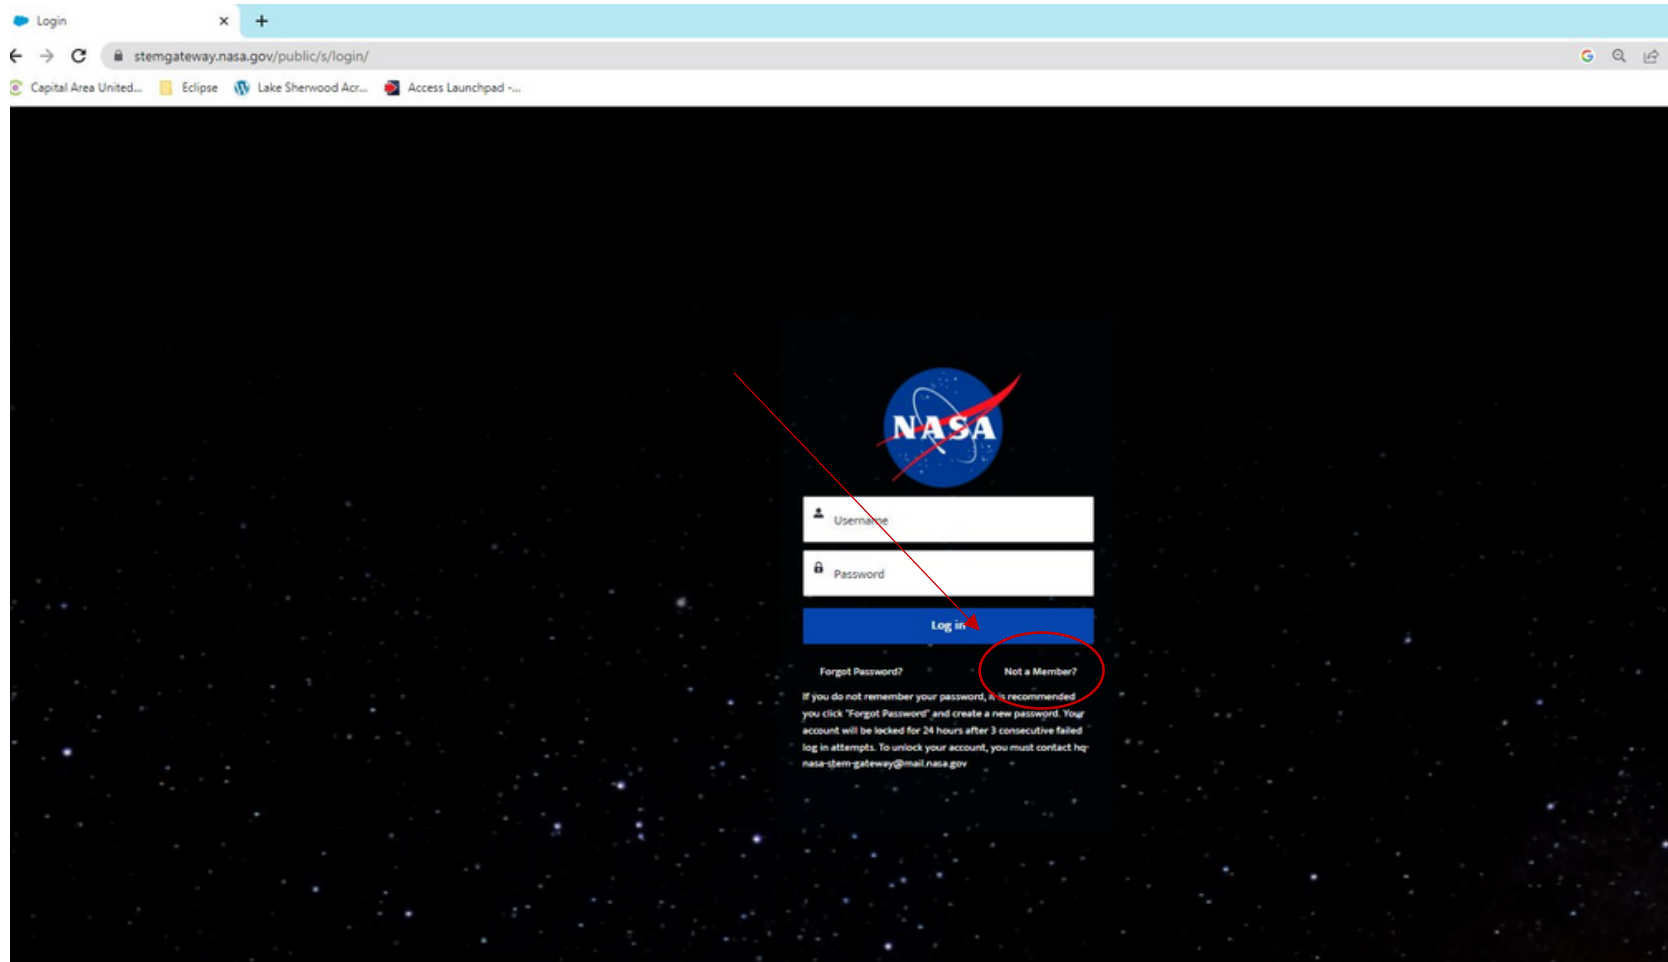 Login
stemgateway.nasa.gov/public/s/login/
Capital Area United... Eclipse Lake Sherwood Acr... Access Launchpad -...
NASA
Username
Password
Log in
Forgot Password? Not a Member?
If you do not remember your password, it is recommended
you click "Forgot Password" and create a new password. Your
account will be locked for 24 hours after 3 consecutive failed
log in attempts. To unlock your account, you must contact hq-
nasa-stem-gateway@mail.nasa.gov